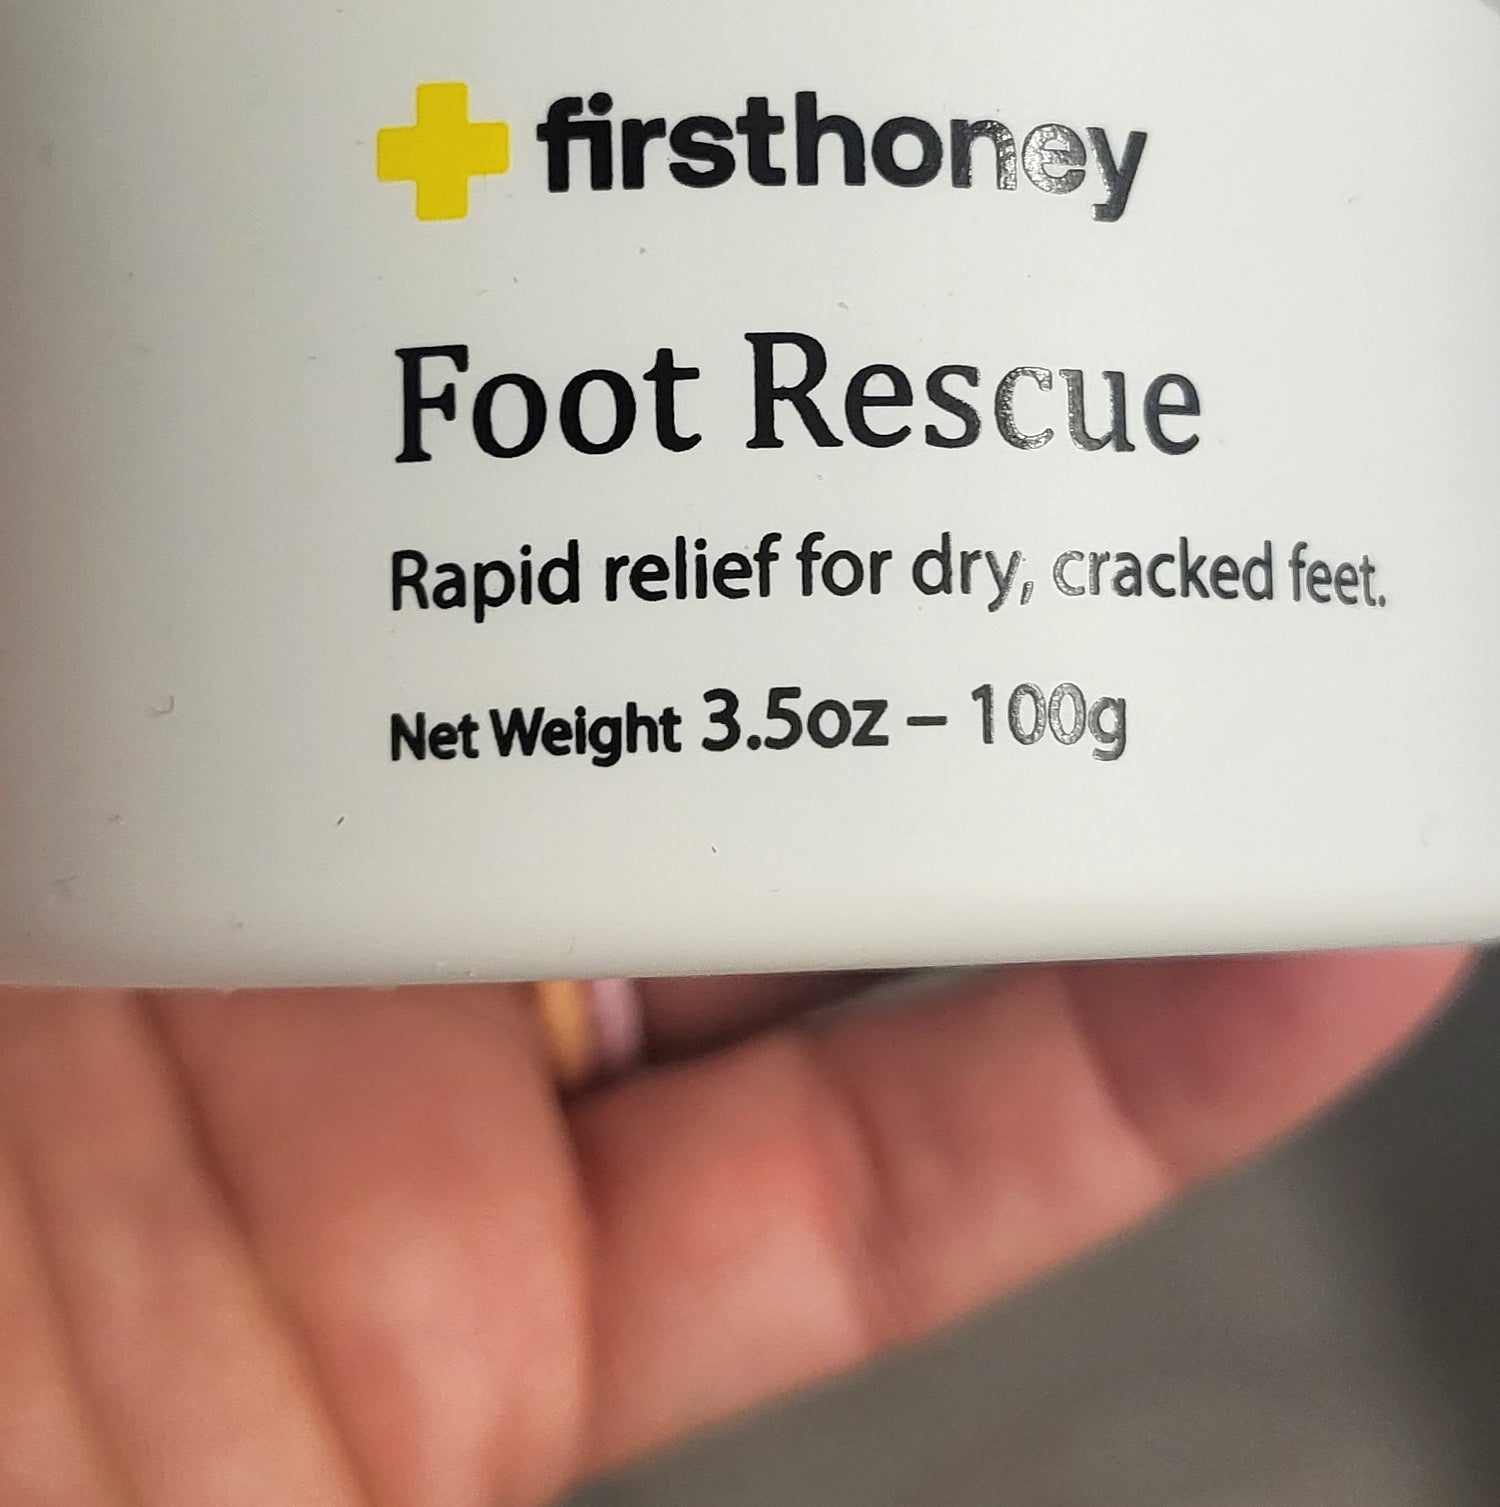 firsthoney
Foot Rescue
Rapid relief for dry, cracked feet.
Net Weight 3.5oz – 100g